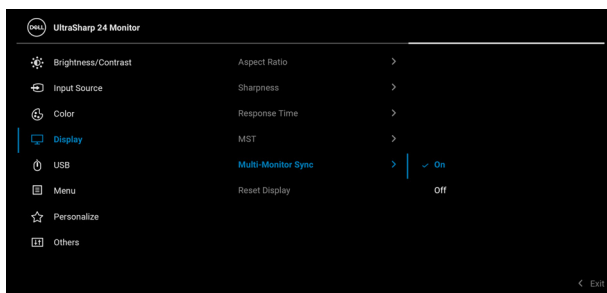 DELL UltraSharp 24 Monitor
Brightness/Contrast Aspect Ratio >
Input Source Sharpness >
Color Response Time >
Display MST >
USB Multi-Monitor Sync > ✓ On
Menu Reset Display Off
Personalize
Others
< Exit